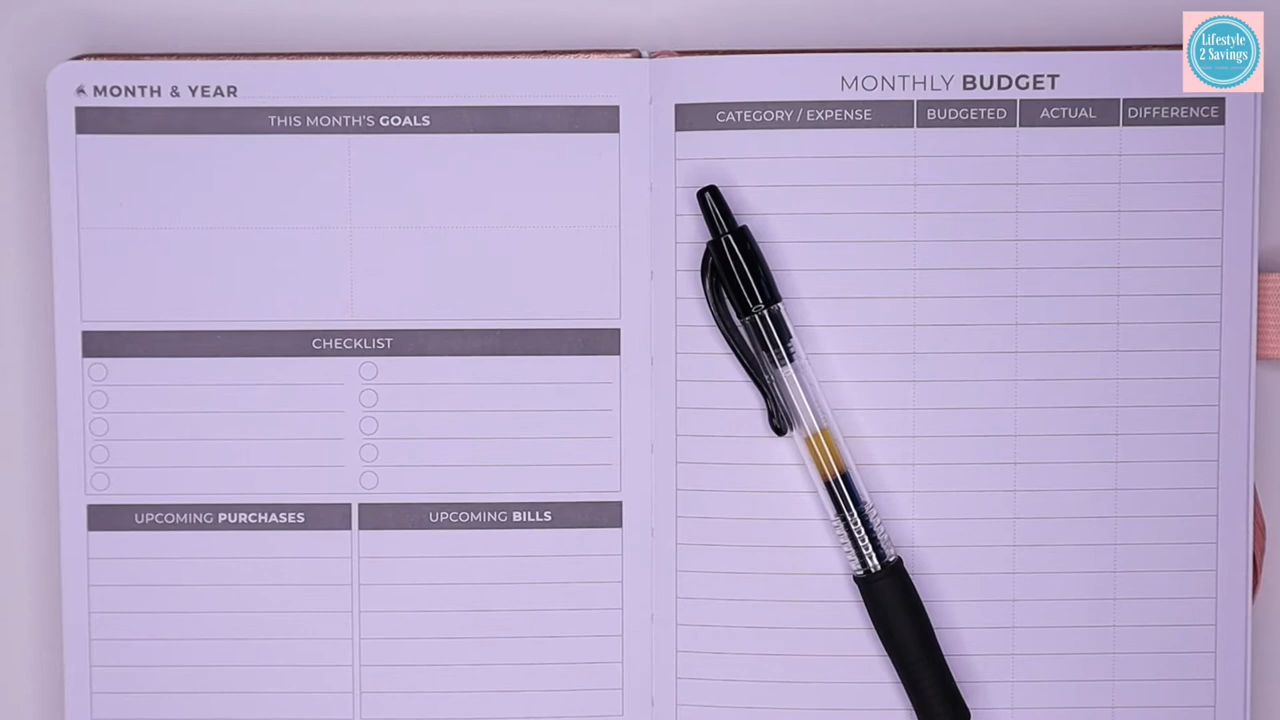 MONTH & YEAR
THIS MONTH'S GOALS
CHECKLIST
UPCOMING PURCHASES
UPCOMING BILLS
MONTHLY BUDGET
CATEGORY / EXPENSE BUDGETED ACTUAL DIFFERENCE
Lifestyle
2 Savings